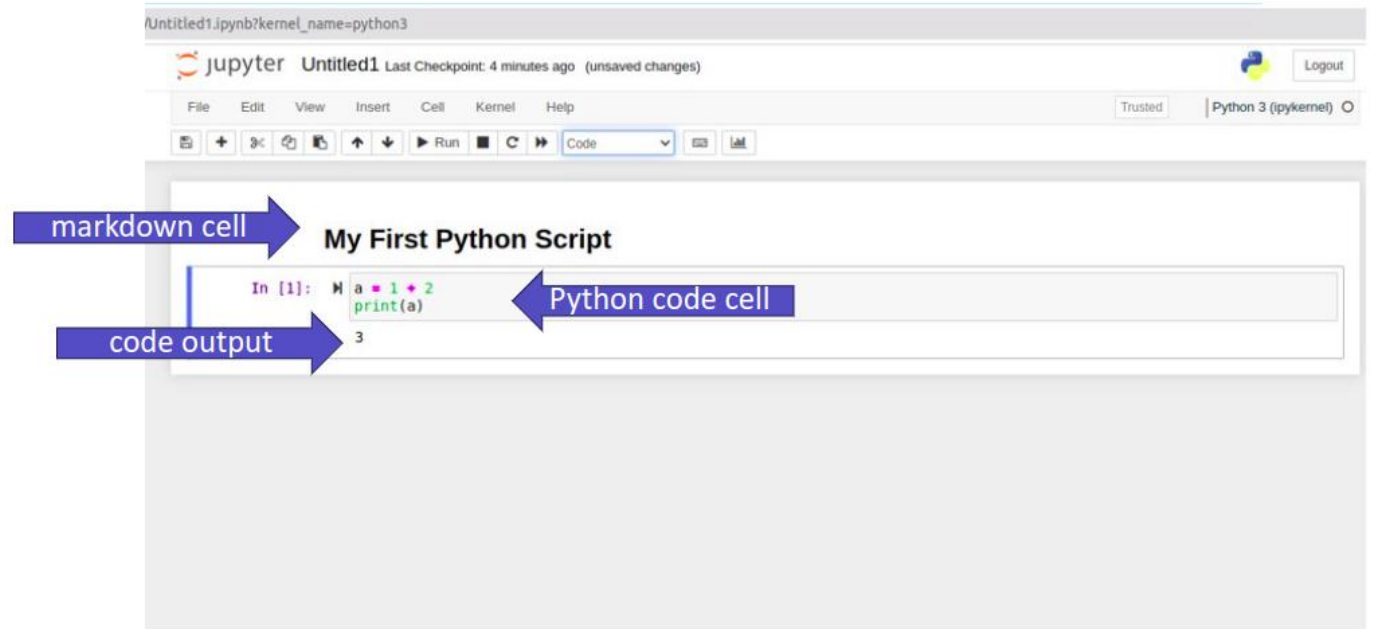 /Untitled1.ipynb?kernel_name=python3
jupyter Untitled1 Last Checkpoint: 4 minutes ago (unsaved changes)
Logout
File Edit View Insert Cell Kernel Help
Trusted Python 3 (ipykernel)
Run Code
markdown cell
My First Python Script
In [1]: a = 1 + 2
print(a)
Python code cell
code output
3